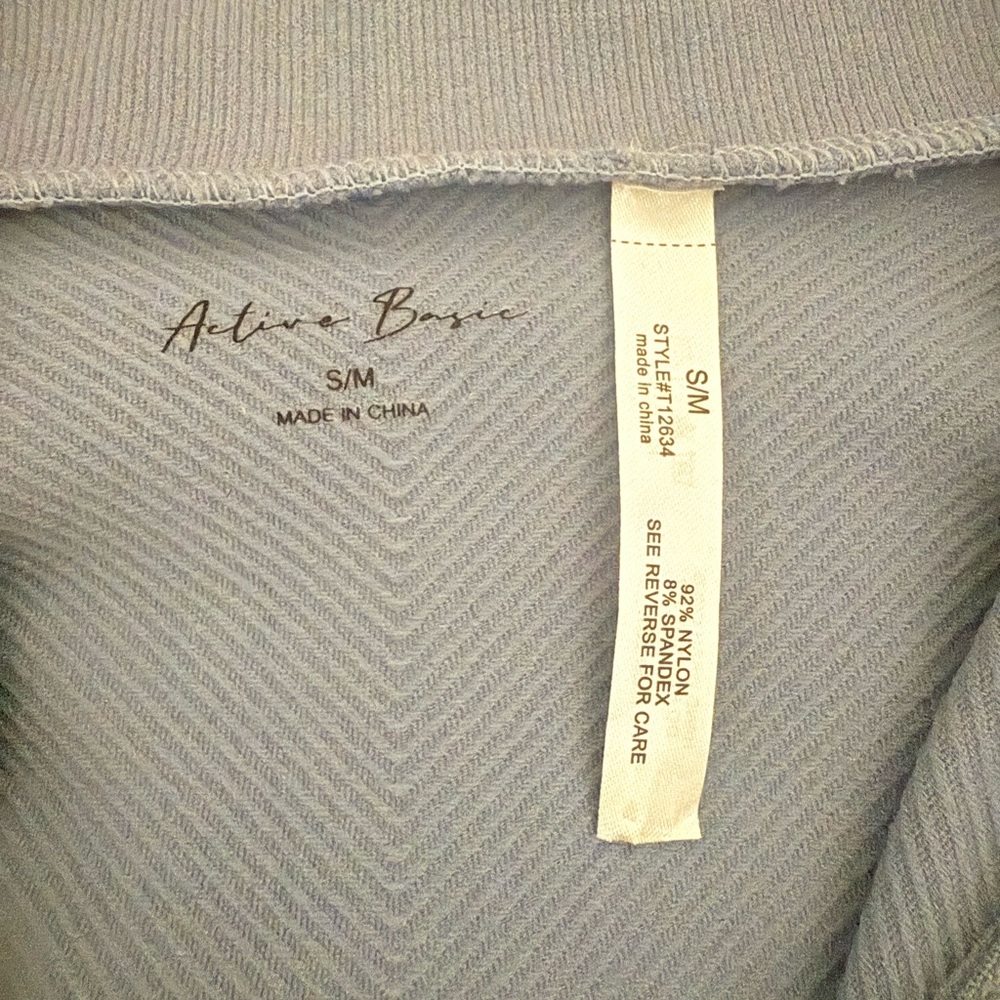 Active Basic
S/M
MADE IN CHINA
S/M
STYLE#T12634
made in china
92% NYLON
8% SPANDEX
SEE REVERSE FOR CARE